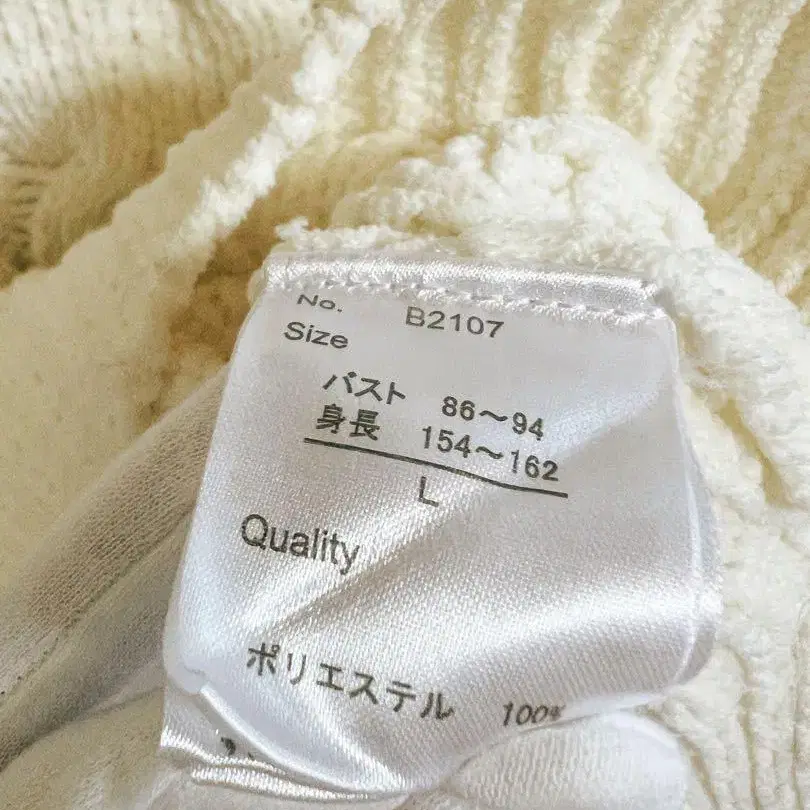 No. B2107
Size
バスト 86～94
身長 154～162
L
Quality
ポリエステル 100%